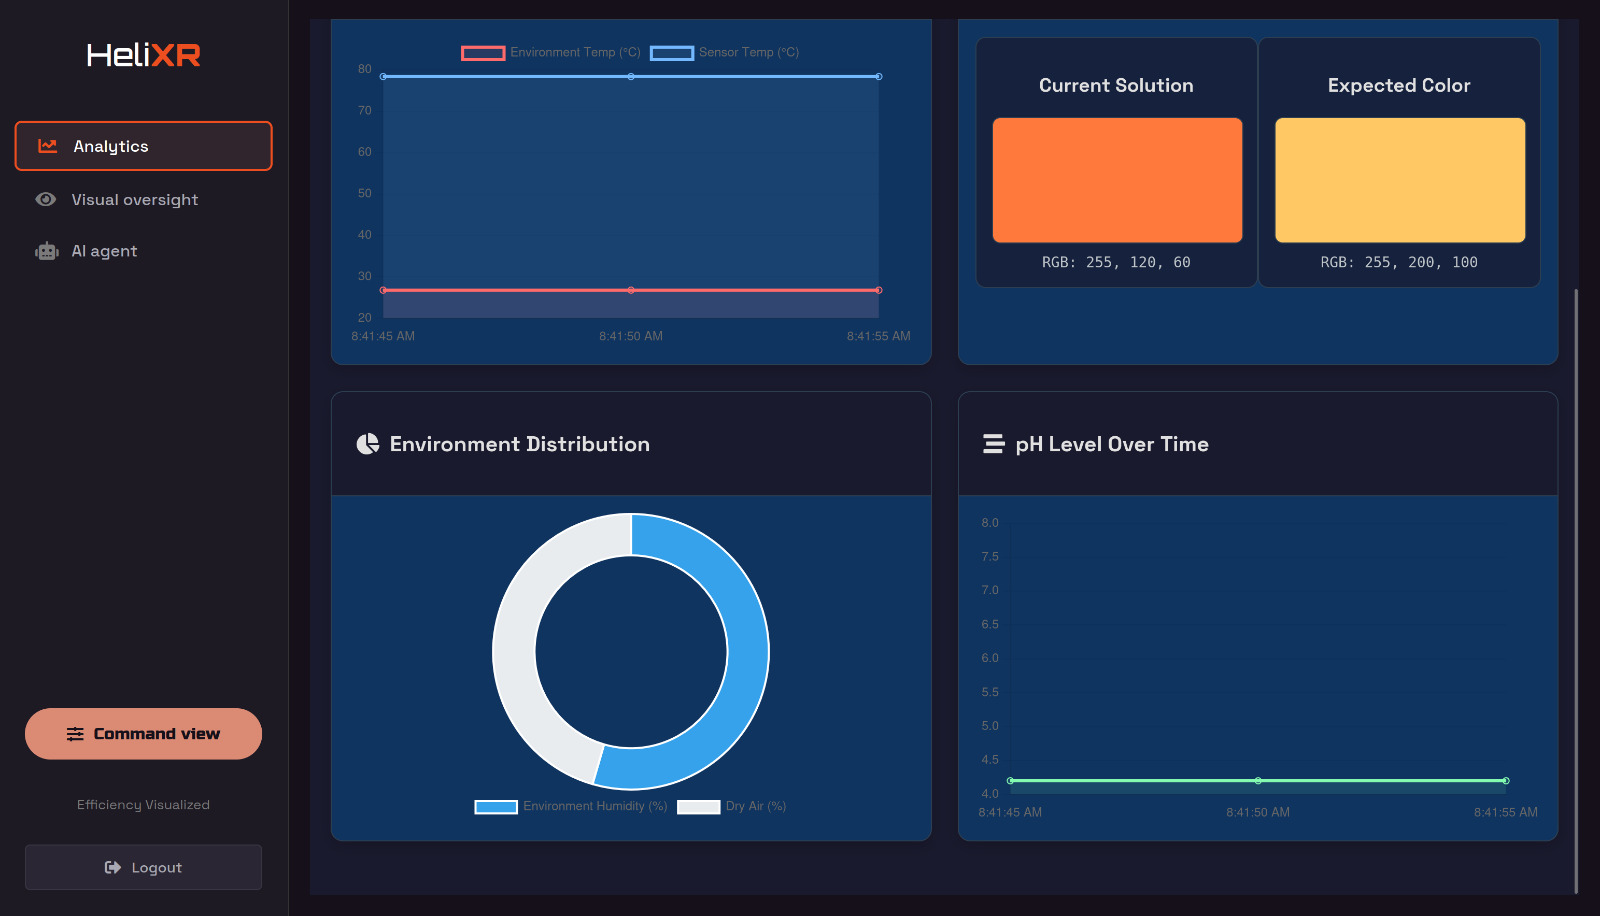 HeliXR
Analytics
Visual oversight
AI agent
Command view
Efficiency Visualized
Logout
Environment Temp (°C) Sensor Temp (°C)
80
70
60
50
40
30
20
8:41:45 AM 8:41:50 AM 8:41:55 AM
Current Solution
RGB: 255, 120, 60
Expected Color
RGB: 255, 200, 100
Environment Distribution
Environment Humidity (%) Dry Air (%)
pH Level Over Time
8.0
7.5
7.0
6.5
6.0
5.5
5.0
4.5
4.0
8:41:45 AM 8:41:50 AM 8:41:55 AM